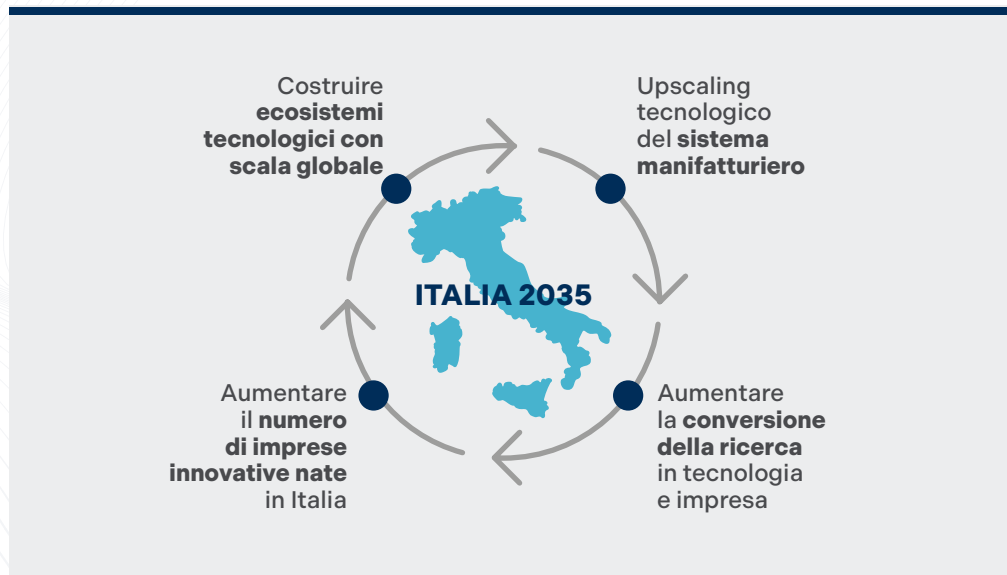 Costruire
ecosistemi
tecnologici con
scala globale
Upscaling
tecnologico
del sistema
manifatturiero
ITALIA 2035
Aumentare
il numero
di imprese
innovative nate
in Italia
Aumentare
la conversione
della ricerca
in tecnologia
e impresa